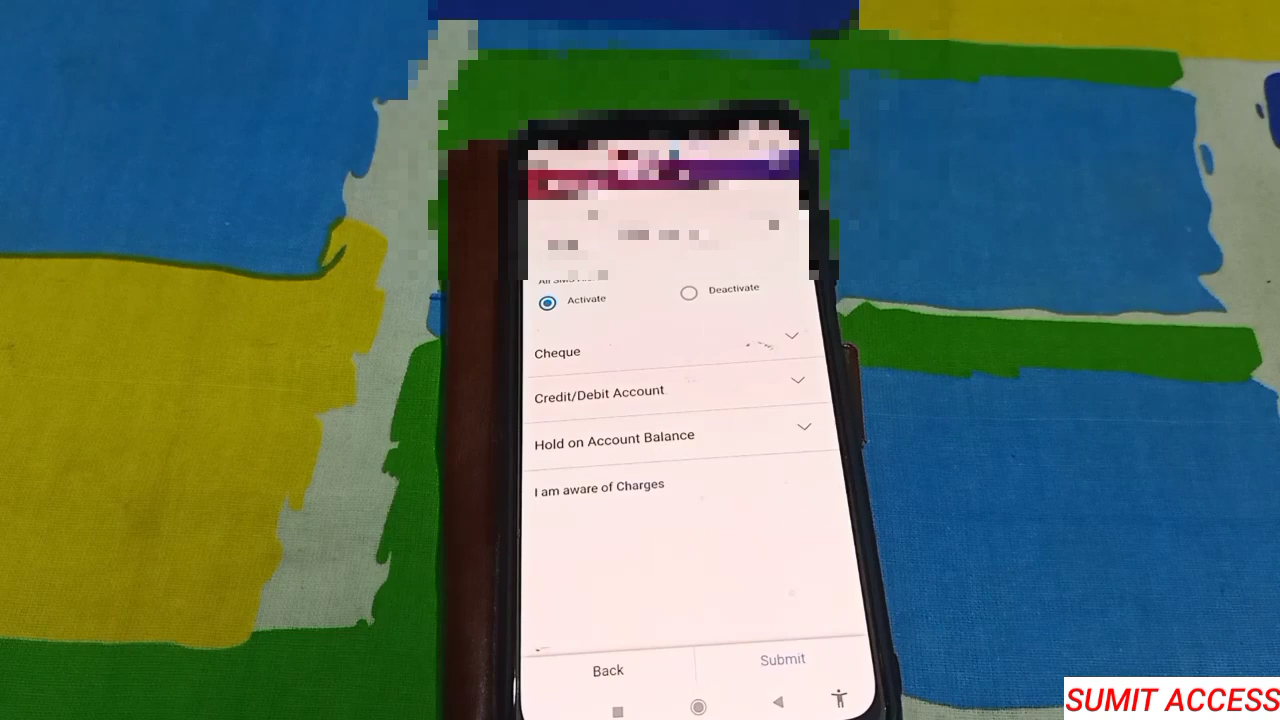 Activate
Deactivate
Cheque
Credit/Debit Account
Hold on Account Balance
I am aware of Charges
Back
Submit
SUMIT ACCESS